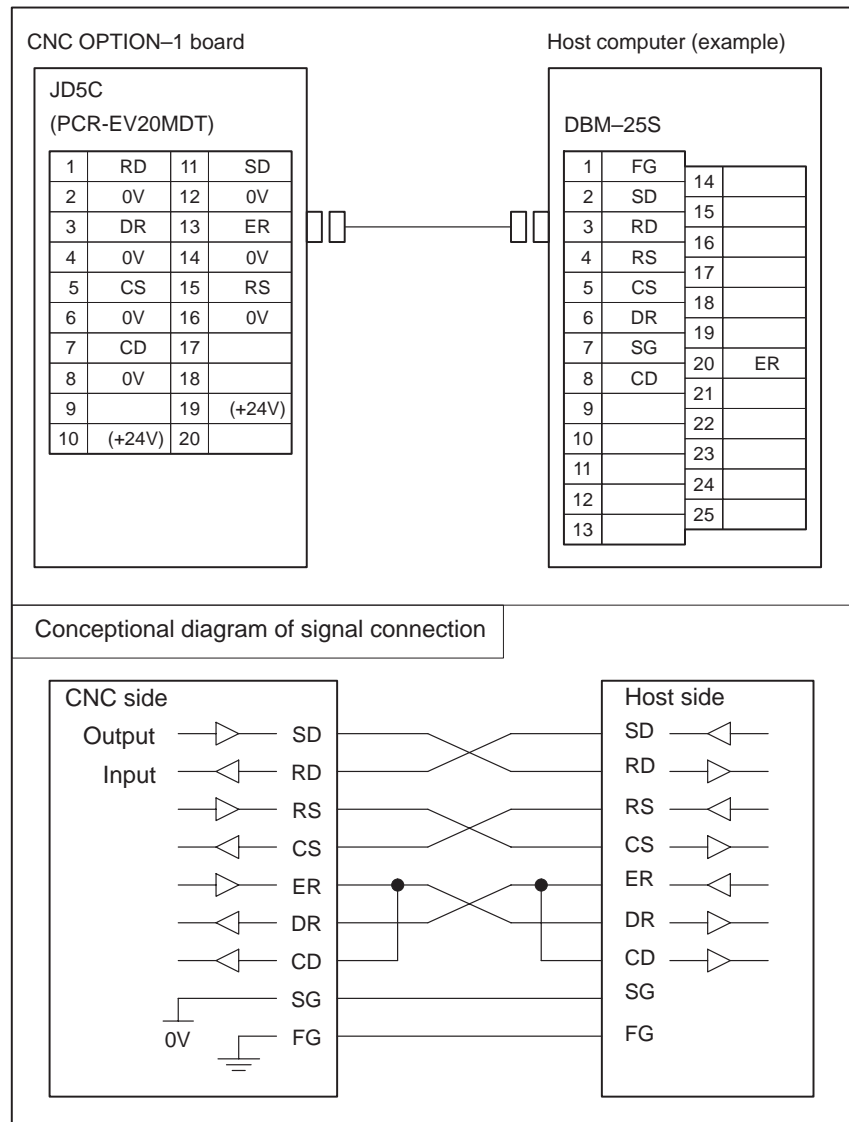 CNC OPTION–1 board
Host computer (example)
JD5C
(PCR-EV20MDT)
1 RD 11 SD
2 0V 12 0V
3 DR 13 ER
4 0V 14 0V
5 CS 15 RS
6 0V 16 0V
7 CD 17
8 0V 18
9 19 (+24V)
10 (+24V) 20
DBM–25S
1 FG
2 SD
3 RD
4 RS
5 CS
6 DR
7 SG
8 CD
9
10
11
12
13
14
15
16
17
18
19
20 ER
21
22
23
24
25
Conceptional diagram of signal connection
CNC side
Output SD
Input RD
RS
CS
ER
DR
CD
SG
0V
FG
Host side
SD
RD
RS
CS
ER
DR
CD
SG
FG